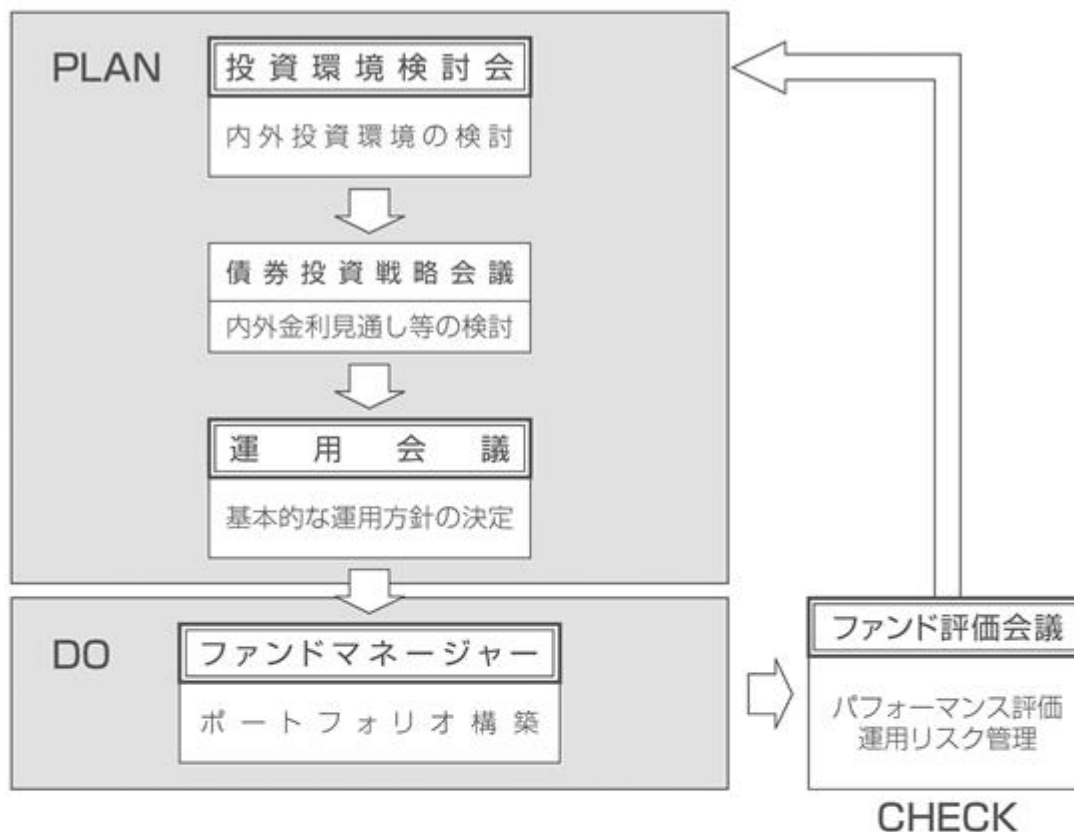 PLAN
投資環境検討会
内外投資環境の検討
債券投資戦略会議
内外金利見通し等の検討
運用会議
基本的な運用方針の決定
DO
ファンドマネージャー
ポートフォリオ構築
ファンド評価会議
パフォーマンス評価
運用リスク管理
CHECK